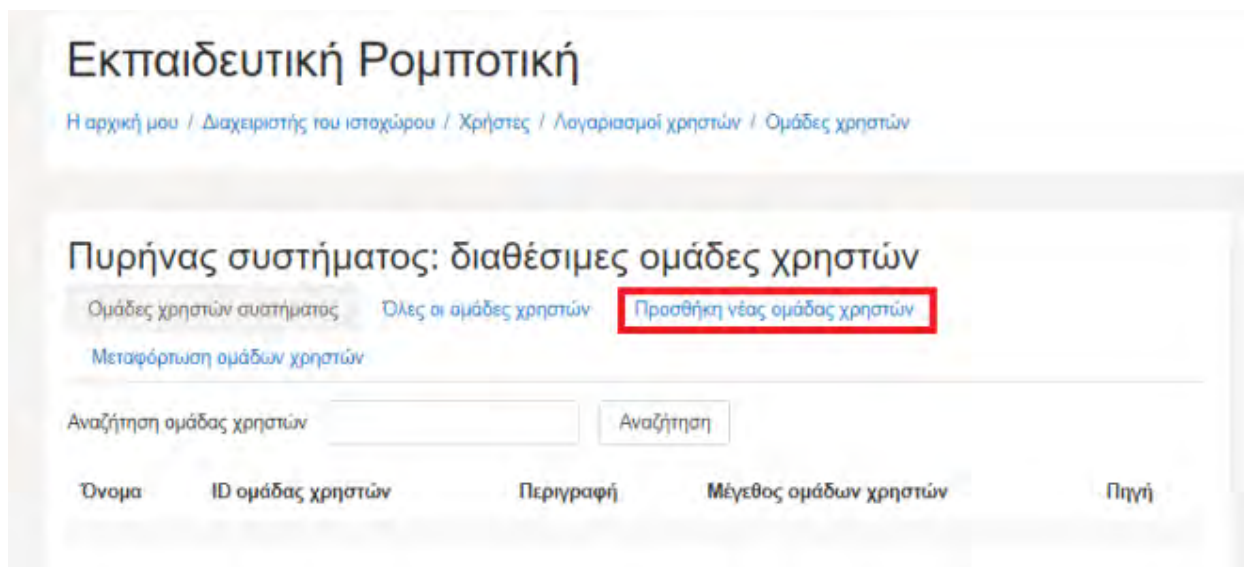 Εκπαιδευτική Ρομποτική
Η αρχική μου / Διαχειριστής του ιστοχώρου / Χρήστες / Λογαριασμοί χρηστών / Ομάδες χρηστών
Πυρήνας συστήματος: διαθέσιμες ομάδες χρηστών
Ομάδες χρηστών συστήματος Όλες οι ομάδες χρηστών Προσθήκη νέας ομάδας χρηστών
Μεταφόρτωση ομάδων χρηστών
Αναζήτηση ομάδας χρηστών Αναζήτηση
Όνομα ID ομάδας χρηστών Περιγραφή Μέγεθος ομάδων χρηστών Πηγή